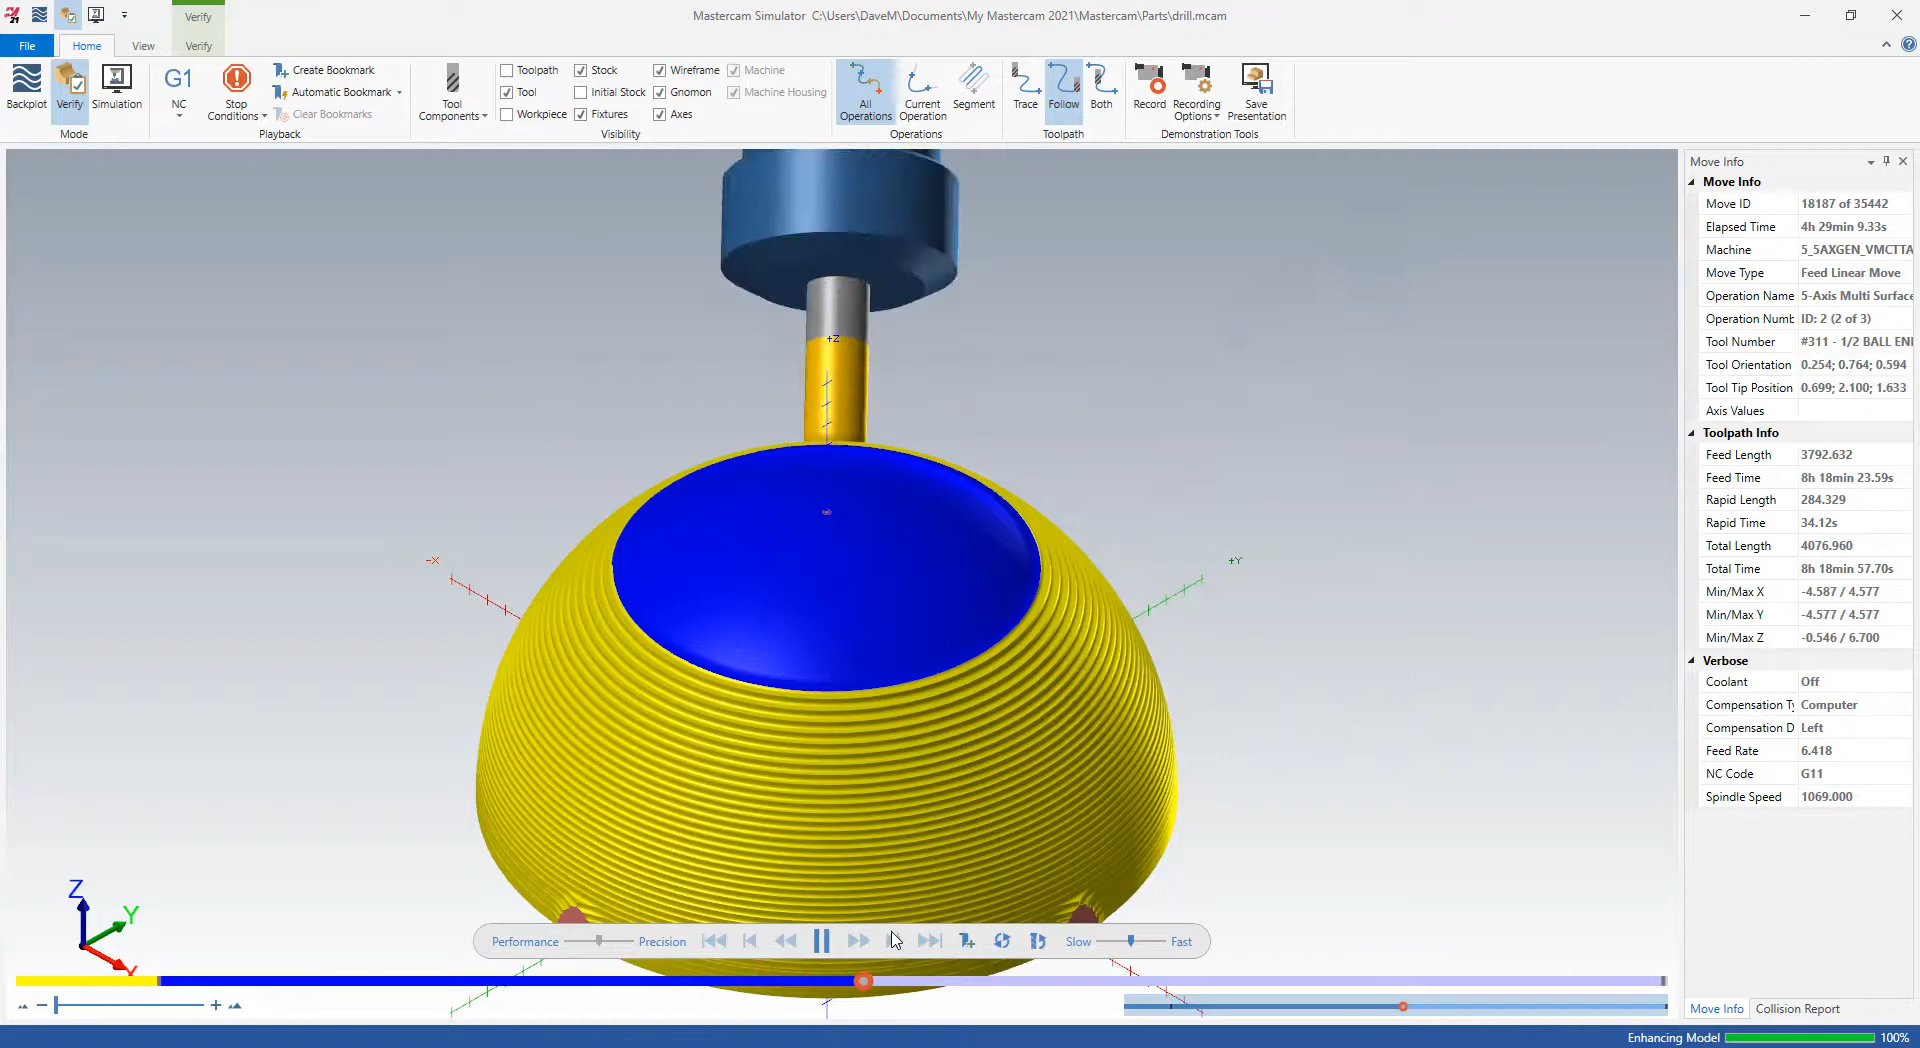 21
Verify
Mastercam Simulator C:\Users\DaveM\Documents\My Mastercam 2021\Mastercam\Parts\drill.mcam
File
Home
View
Verify
Backplot
Verify
Simulation
Mode
G1
NC
Stop
Conditions
Create Bookmark
Automatic Bookmark
Clear Bookmarks
Playback
Tool
Components
Toolpath
Tool
Workpiece
Stock
Initial Stock
Fixtures
Wireframe
Gnomon
Axes
Machine
Machine Housing
Visibility
All
Operations
Current
Operation
Segment
Operations
Trace
Follow
Both
Toolpath
Record
Recording
Options
Save
Presentation
Demonstration Tools
Move Info
Move Info
Move ID 18187 of 35442
Elapsed Time 4h 29min 9.33s
Machine 5_5AXGEN_VMCTTA
Move Type Feed Linear Move
Operation Name 5-Axis Multi Surface
Operation Numb ID: 2 (2 of 3)
Tool Number #311 - 1/2 BALL EN
Tool Orientation 0.254; 0.764; 0.594
Tool Tip Position 0.699; 2.100; 1.633
Axis Values
Toolpath Info
Feed Length 3792.632
Feed Time 8h 18min 23.59s
Rapid Length 284.329
Rapid Time 34.12s
Total Length 4076.960
Total Time 8h 18min 57.70s
Min/Max X -4.587 / 4.577
Min/Max Y -4.577 / 4.577
Min/Max Z -0.546 / 6.700
Verbose
Coolant Off
Compensation Ty Computer
Compensation D Left
Feed Rate 6.418
NC Code G11
Spindle Speed 1069.000
+Z
-X
+Y
Z
Y
X
Performance
Precision
Slow
Fast
Move Info
Collision Report
Enhancing Model
100%